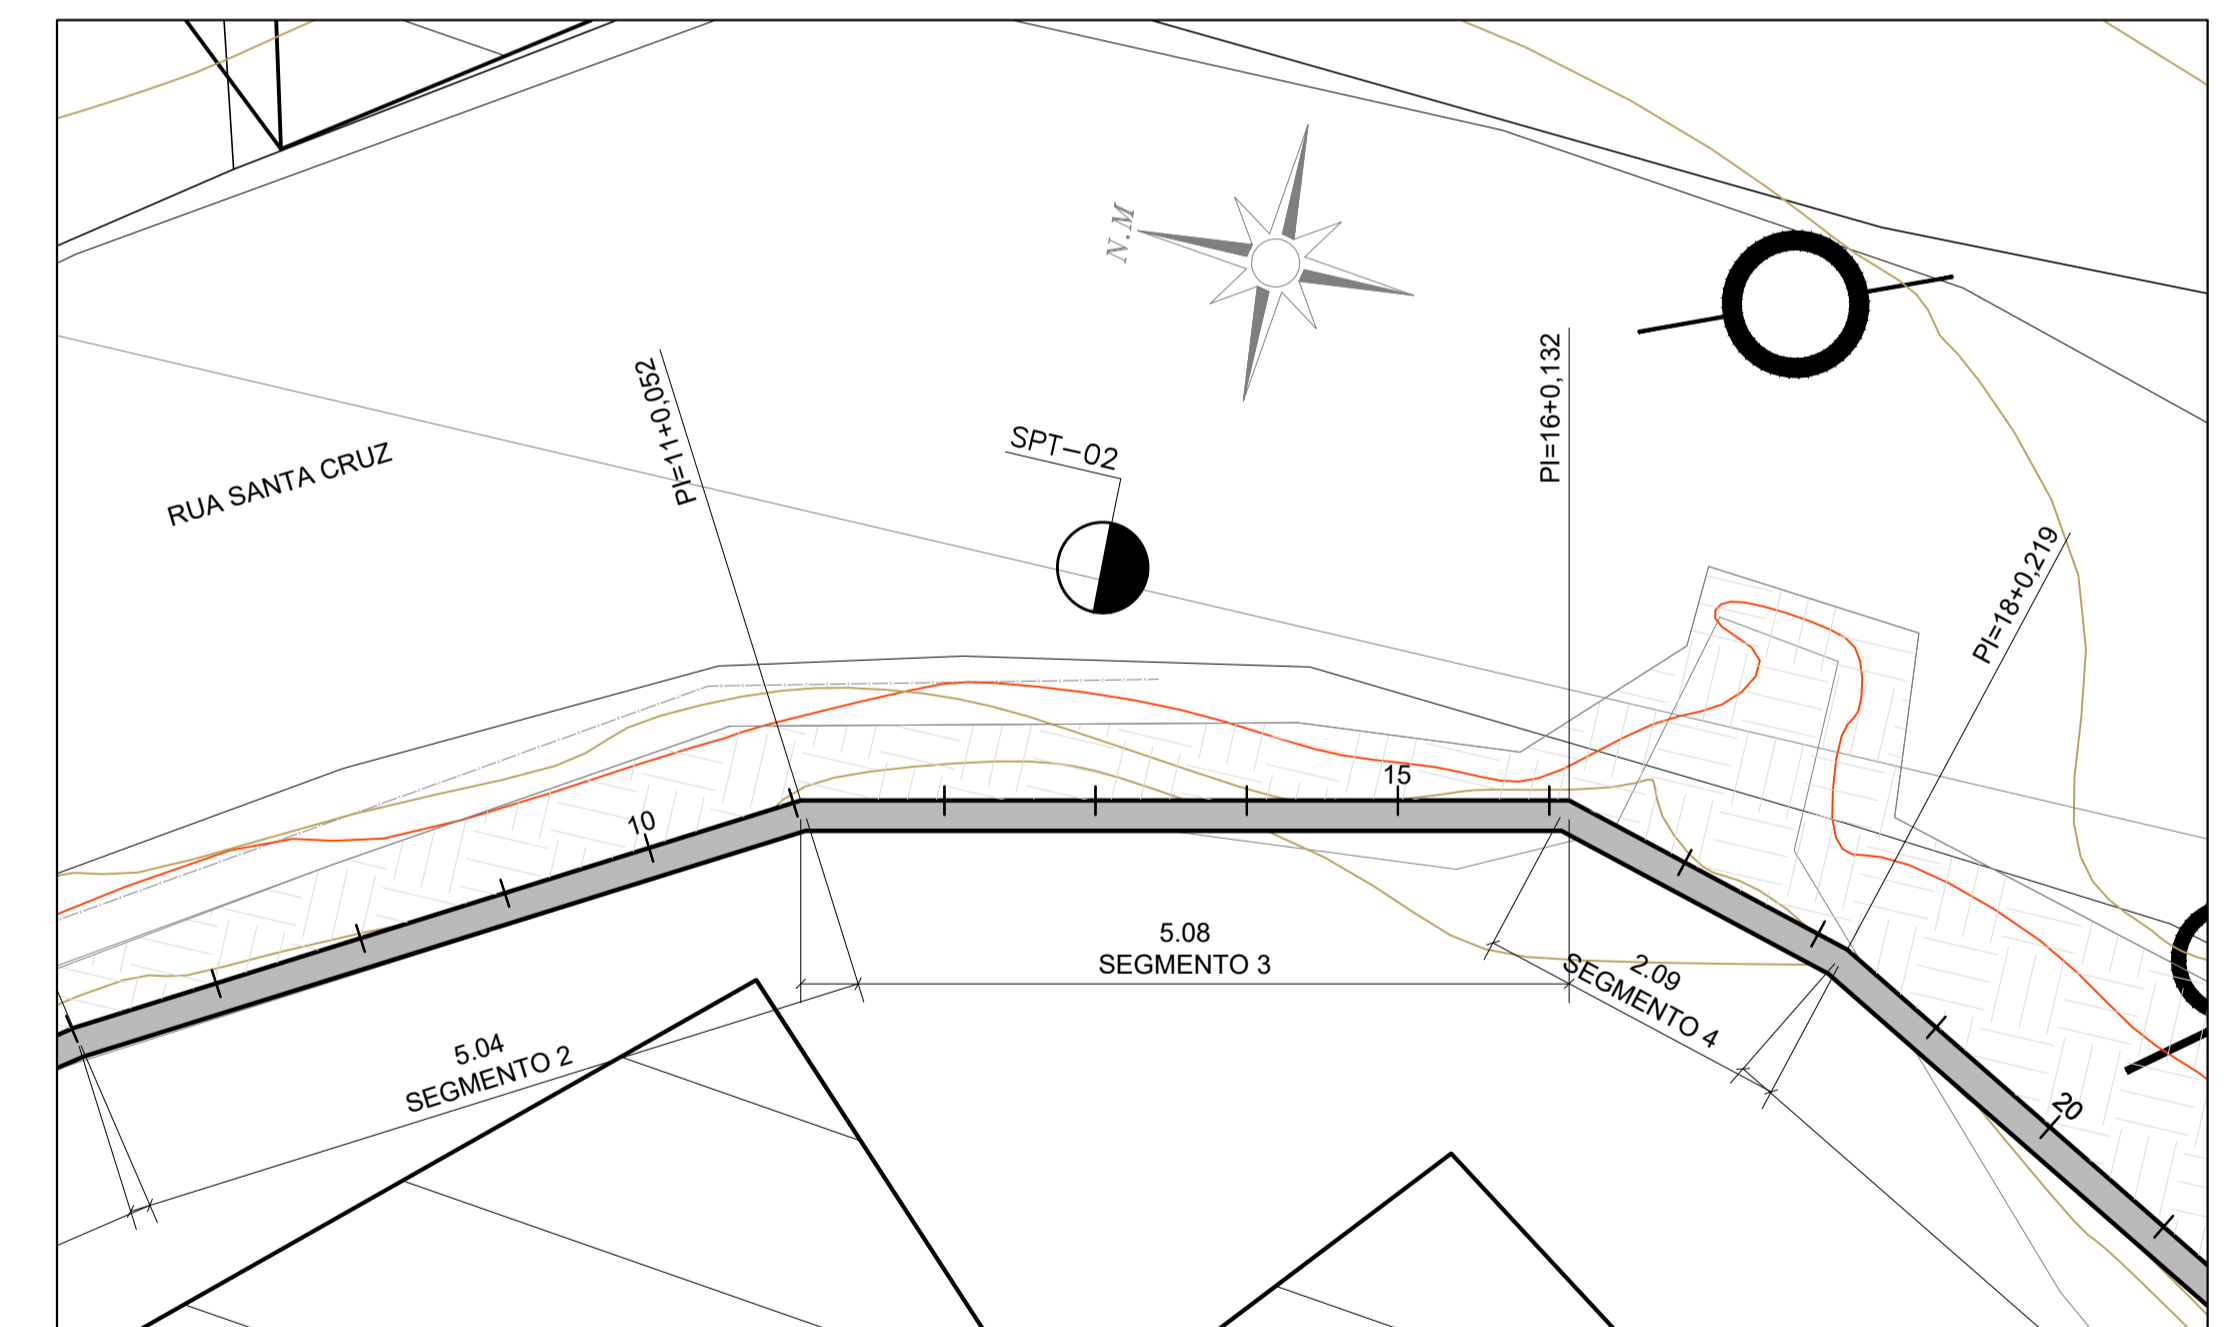 N.M
PI=11+0,052
PI=16+0,132
SPT-02
RUA SANTA CRUZ
PI=18+0,219
15
10
5.08
SEGMENTO 3
2.09
SEGMENTO 4
5.04
SEGMENTO 2
20